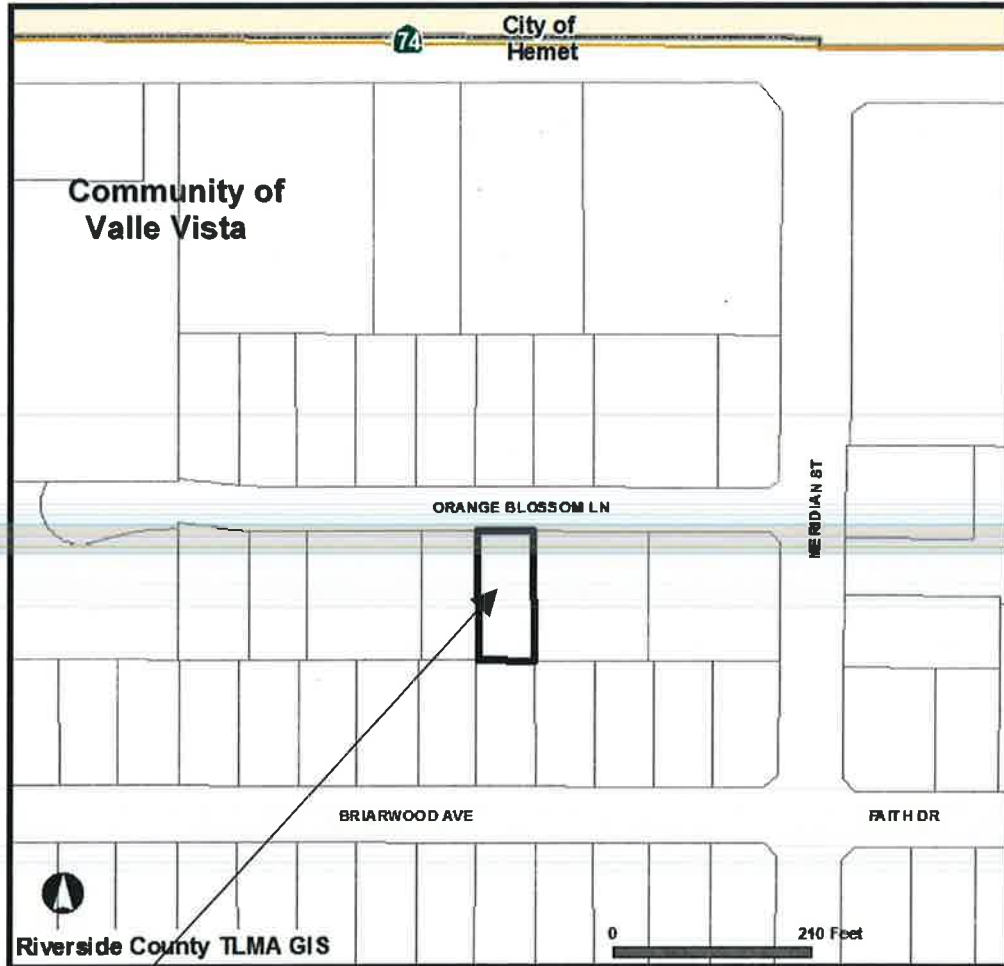 City of
74
Hemet
Community of
Valle Vista
ORANGE BLOSSOM LN
MERIDIAN ST
BRIARWOOD AVE
FAITH DR
Riverside County TLMA GIS
0 210 Feet